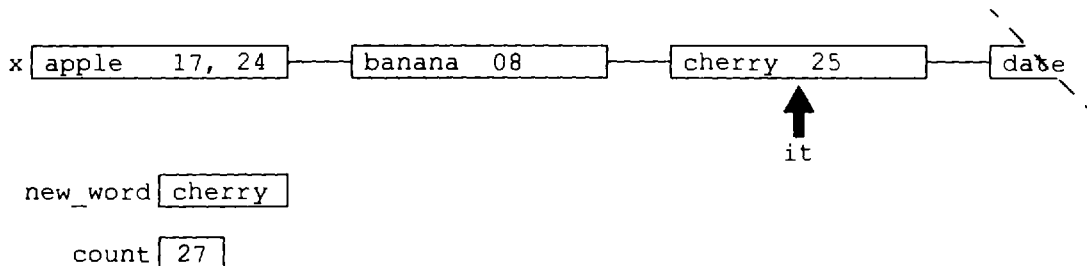 x apple 17, 24 banana 08 cherry 25 date
it
new_word cherry
count 27